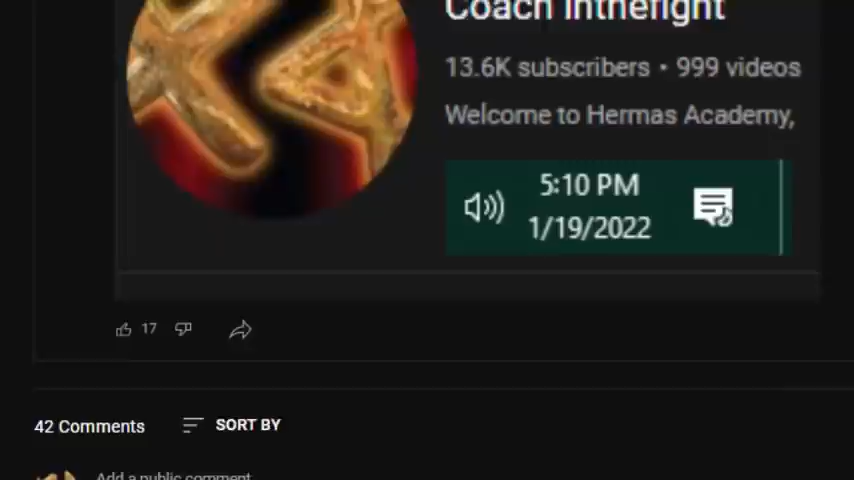 Coach Inthefight
13.6K subscribers • 999 videos
Welcome to Hermas Academy,
5:10 PM
1/19/2022
17
42 Comments SORT BY
Add a public comment